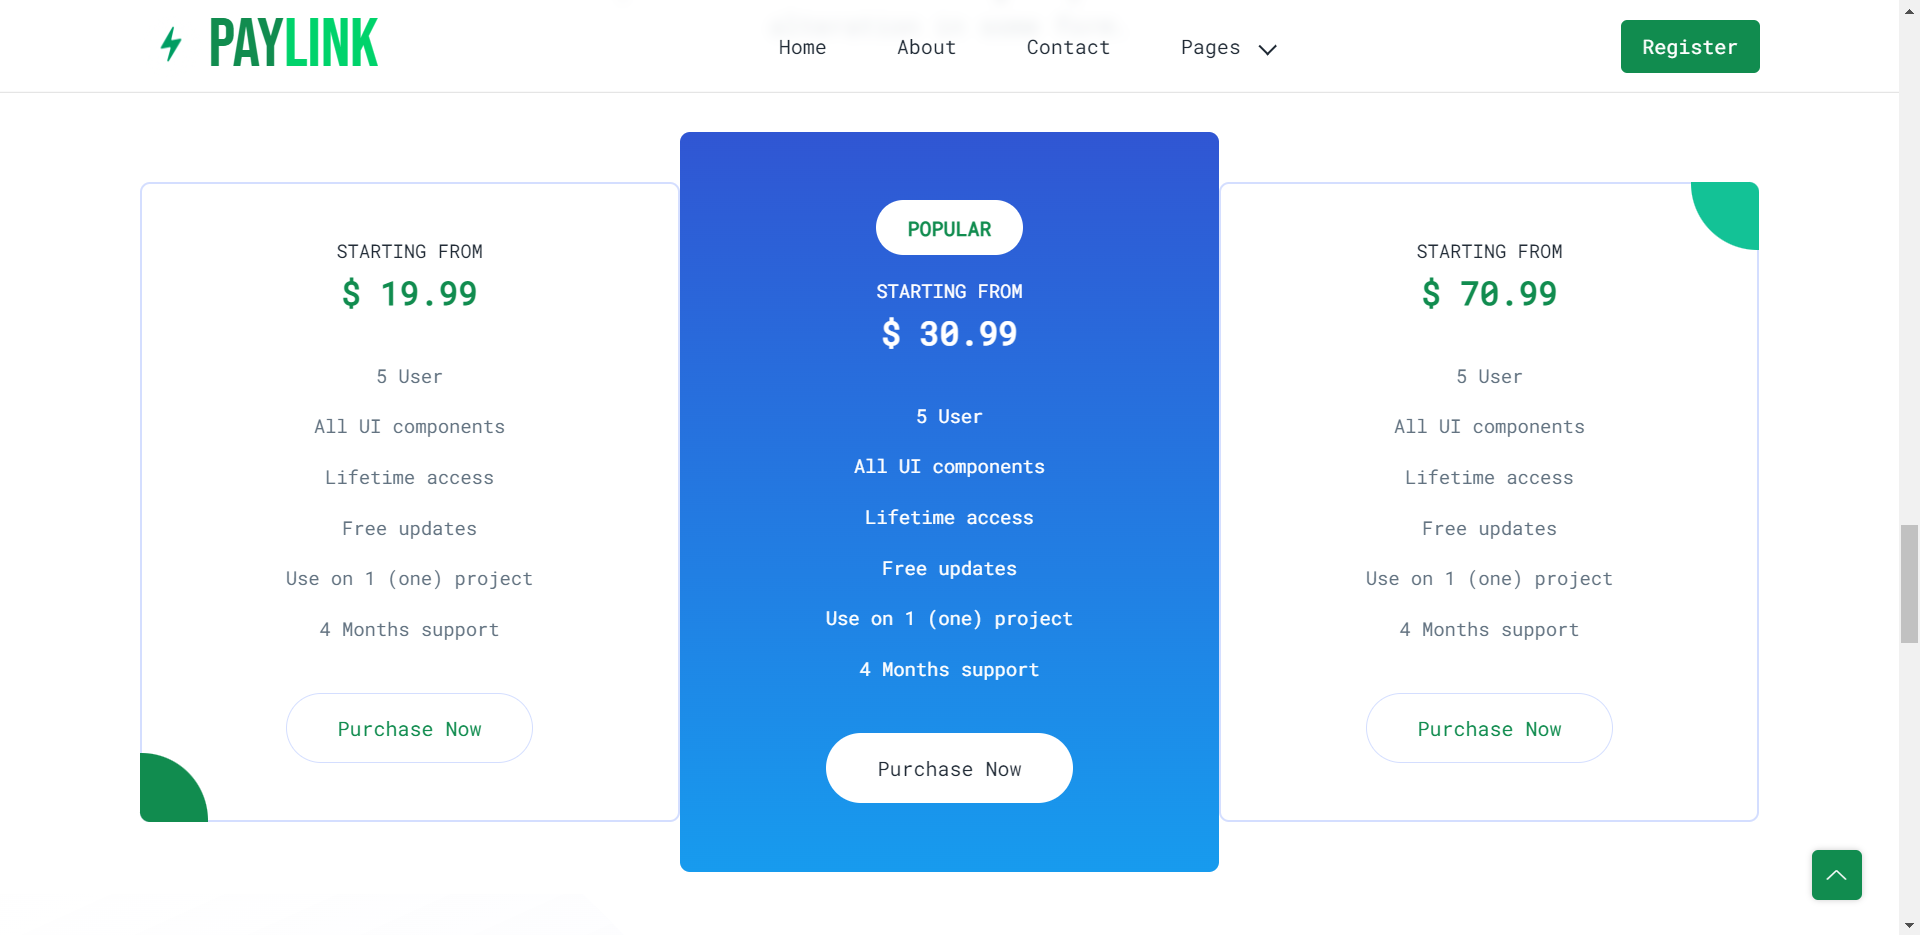 PAYLINK
Home About Contact Pages
Register
STARTING FROM
$ 19.99
5 User
All UI components
Lifetime access
Free updates
Use on 1 (one) project
4 Months support
Purchase Now
POPULAR
STARTING FROM
$ 30.99
5 User
All UI components
Lifetime access
Free updates
Use on 1 (one) project
4 Months support
Purchase Now
STARTING FROM
$ 70.99
5 User
All UI components
Lifetime access
Free updates
Use on 1 (one) project
4 Months support
Purchase Now